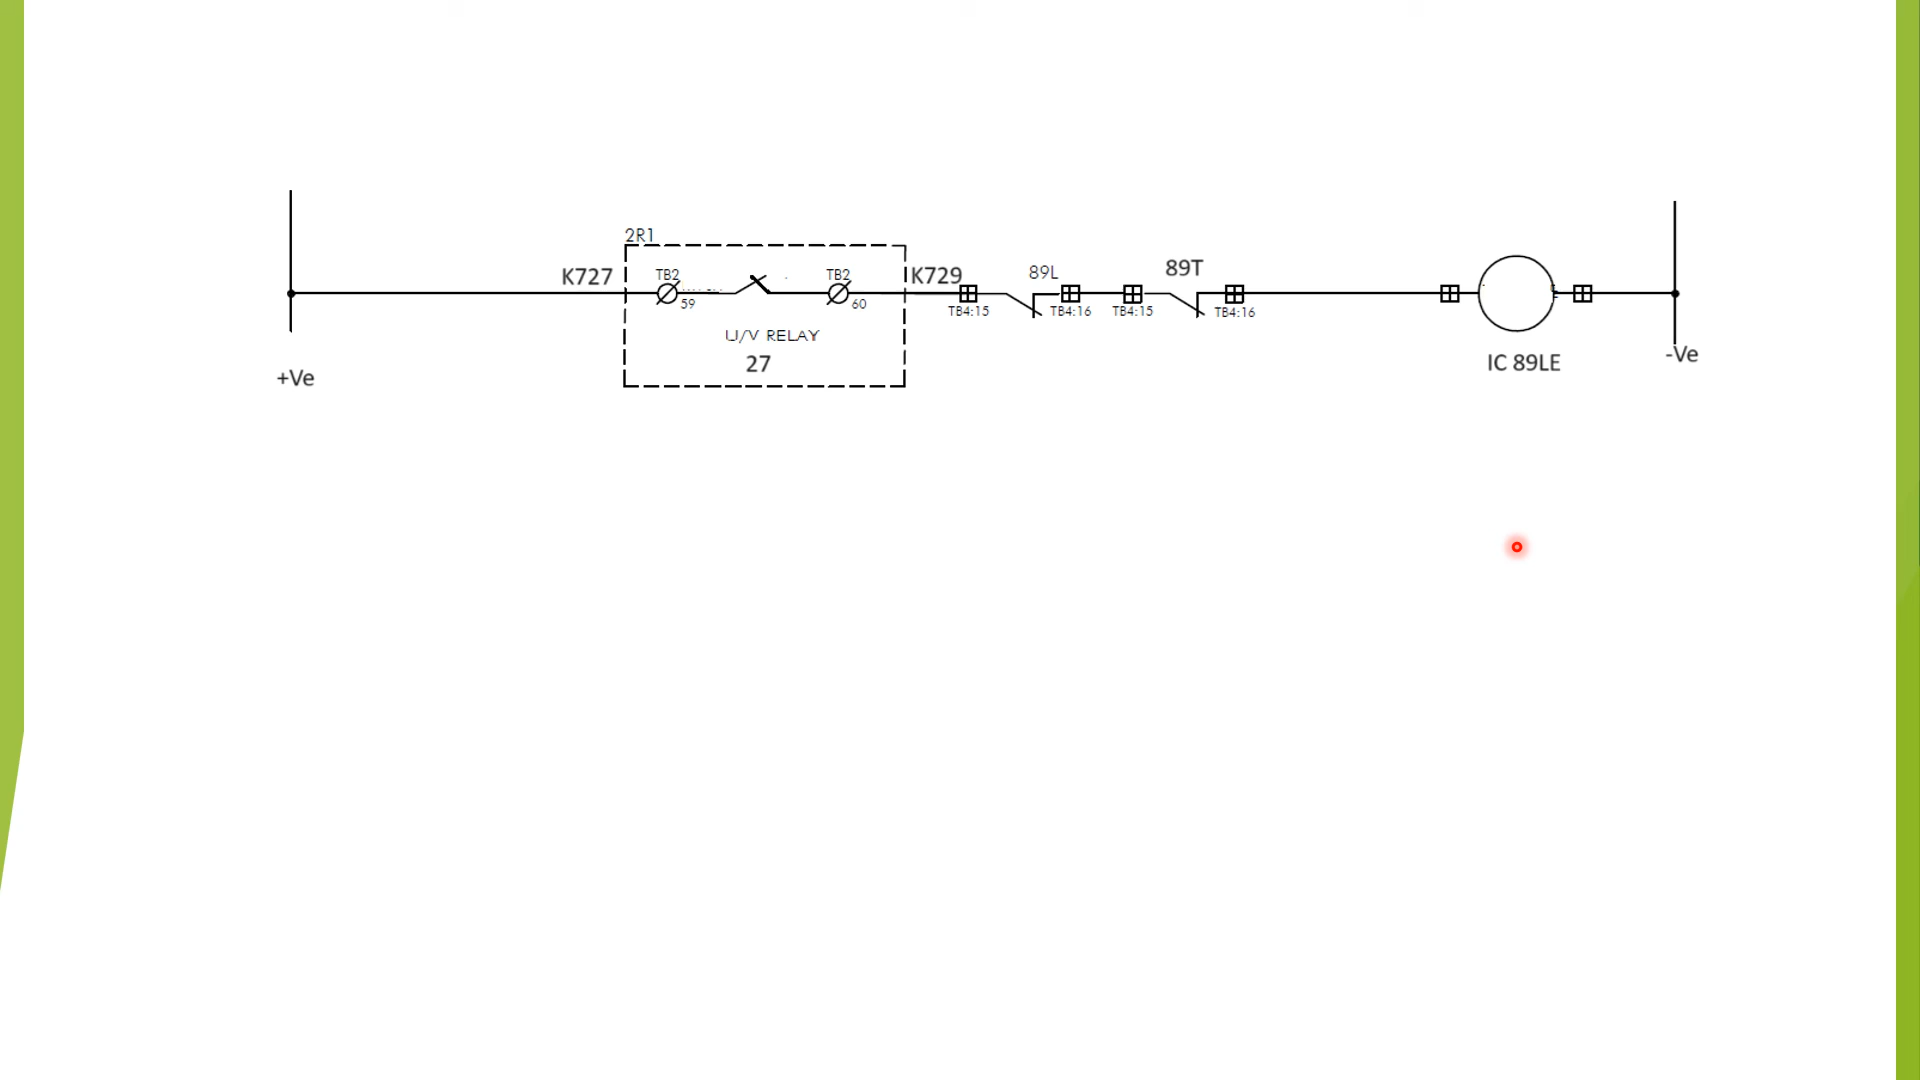 2R1
K727
TB2
59
TB2
60
U/V RELAY
27
K729
TB4:15
89L
TB4:16
TB4:15
89T
TB4:16
IC 89LE
+Ve
-Ve